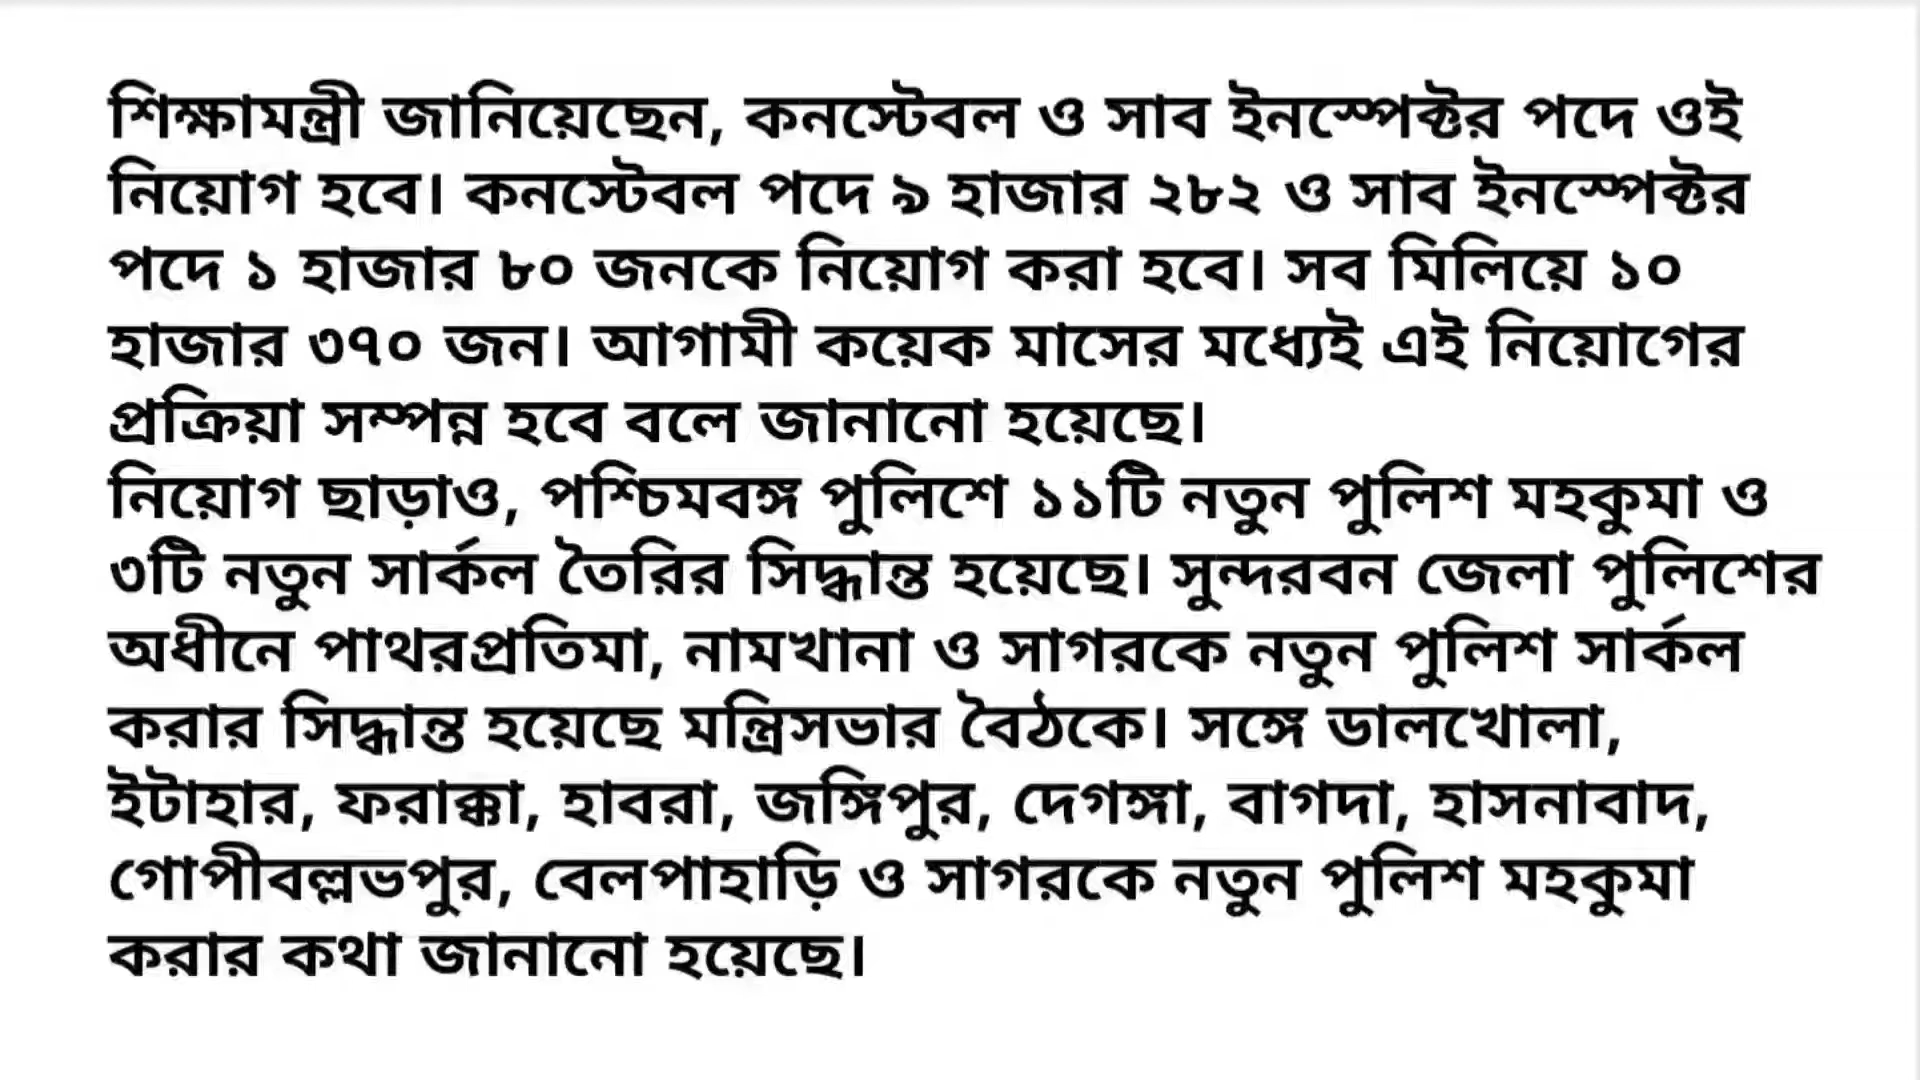 শিক্ষামন্ত্রী জানিয়েছেন, কনস্টেবল ও সাব ইনস্পেক্টর পদে ওই
নিয়োগ হবে। কনস্টেবল পদে ৯ হাজার ২৮২ ও সাব ইনস্পেক্টর
পদে ১ হাজার ৮০ জনকে নিয়োগ করা হবে। সব মিলিয়ে ১০
হাজার ৩৭০ জন। আগামী কয়েক মাসের মধ্যেই এই নিয়োগের
প্রক্রিয়া সম্পন্ন হবে বলে জানানো হয়েছে।
নিয়োগ ছাড়াও, পশ্চিমবঙ্গ পুলিশে ১১টি নতুন পুলিশ মহকুমা ও
৩টি নতুন সার্কল তৈরির সিদ্ধান্ত হয়েছে। সুন্দরবন জেলা পুলিশের
অধীনে পাথরপ্রতিমা, নামখানা ও সাগরকে নতুন পুলিশ সার্কল
করার সিদ্ধান্ত হয়েছে মন্ত্রিসভার বৈঠকে। সঙ্গে ডালখোলা,
ইটাহার, ফরাক্কা, হাবরা, জঙ্গিপুর, দেগঙ্গা, বাগদা, হাসনাবাদ,
গোপীবল্লভপুর, বেলপাহাড়ি ও সাগরকে নতুন পুলিশ মহকুমা
করার কথা জানানো হয়েছে।